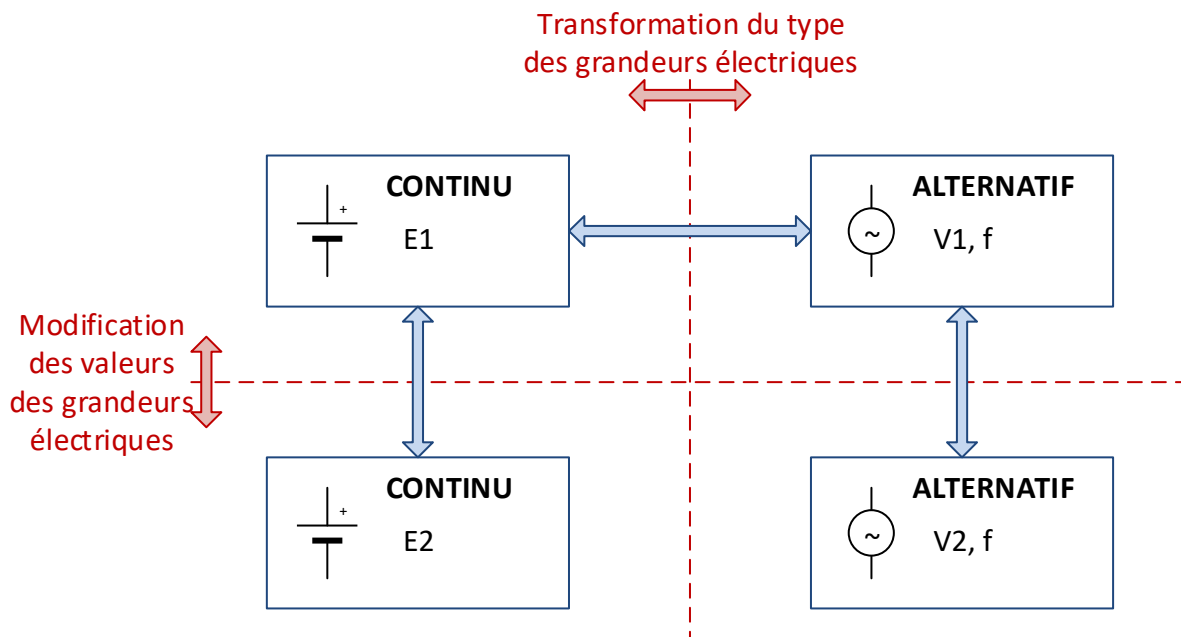 Transformation du type
des grandeurs électriques
CONTINU
+
E1
ALTERNATIF
~
V1, f
Modification
des valeurs
des grandeurs
électriques
CONTINU
+
E2
ALTERNATIF
~
V2, f